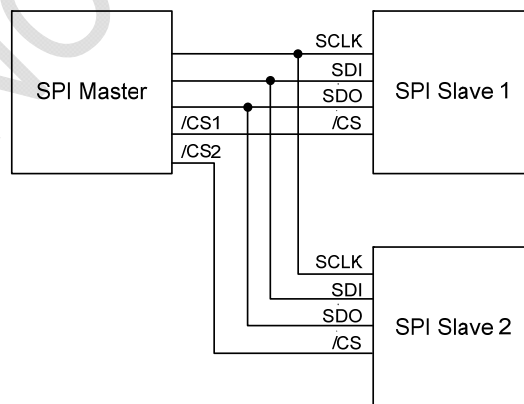 SPI Master
/CS1
/CS2
SCLK
SDI
SDO
/CS
SPI Slave 1
SCLK
SDI
SDO
/CS
SPI Slave 2